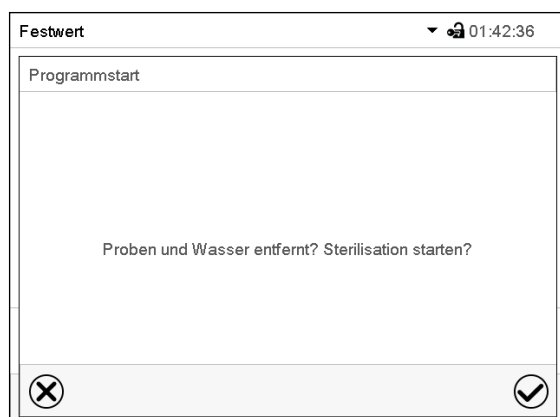 Festwert 01:42:36
Programmstart
Proben und Wasser entfernt? Sterilisation starten?